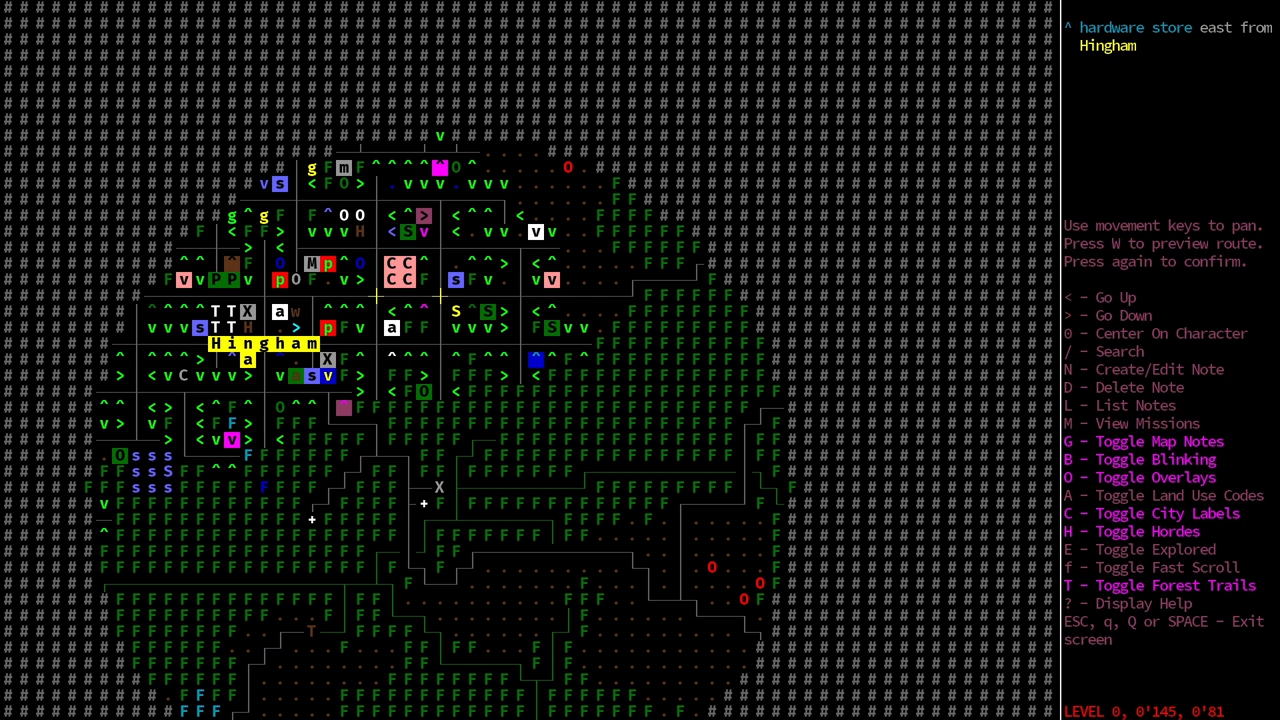 ^ hardware store east from
Hingham
Hingham
Use movement keys to pan.
Press W to preview route.
Press again to confirm.
< - Go Up
> - Go Down
0 - Center On Character
/ - Search
N - Create/Edit Note
D - Delete Note
L - List Notes
M - View Missions
G - Toggle Map Notes
B - Toggle Blinking
O - Toggle Overlays
A - Toggle Land Use Codes
C - Toggle City Labels
H - Toggle Hordes
E - Toggle Explored
f - Toggle Fast Scroll
T - Toggle Forest Trails
? - Display Help
ESC, q, Q or SPACE - Exit
screen
LEVEL 0, 0'145, 0'81